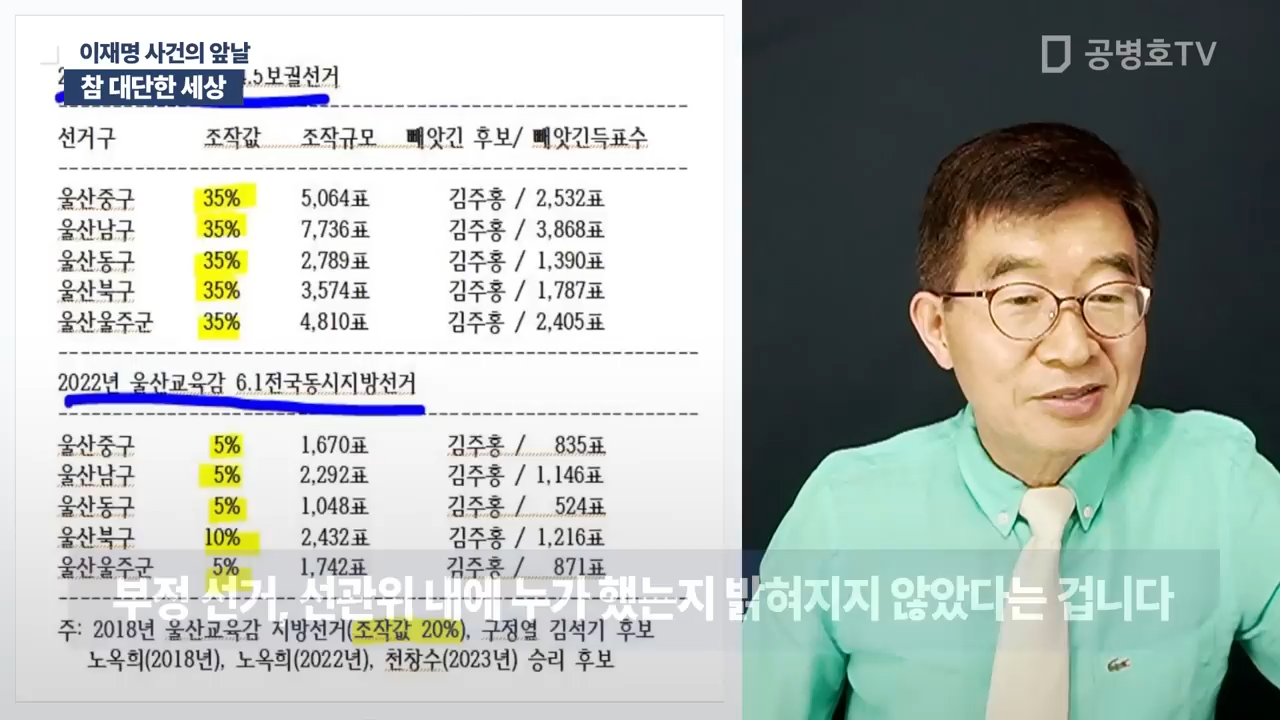 이재명 사건의 앞날
참 대단한 세상
공병호TV
.5보궐선거
선거구 조작값 조작규모 빼앗긴 후보/ 빼앗긴득표수
울산중구 35% 5,064표 김주홍 / 2,532표
울산남구 35% 7,736표 김주홍 / 3,868표
울산동구 35% 2,789표 김주홍 / 1,390표
울산북구 35% 3,574표 김주홍 / 1,787표
울산울주군 35% 4,810표 김주홍 / 2,405표
2022년 울산교육감 6.1전국동시지방선거
울산중구 5% 1,670표 김주홍 / 835표
울산남구 5% 2,292표 김주홍 / 1,146표
울산동구 5% 1,048표 김주홍 / 524표
울산북구 10% 2,432표 김주홍 / 1,216표
울산울주군 5% 1,742표 김주홍 / 871표
부정 선거, 선관위 내에 누가 했는지 밝혀지지 않았다는 겁니다
주: 2018년 울산교육감 지방선거(조작값 20%), 구정열 김석기 후보
노옥희(2018년), 노옥희(2022년), 천창수(2023년) 승리 후보